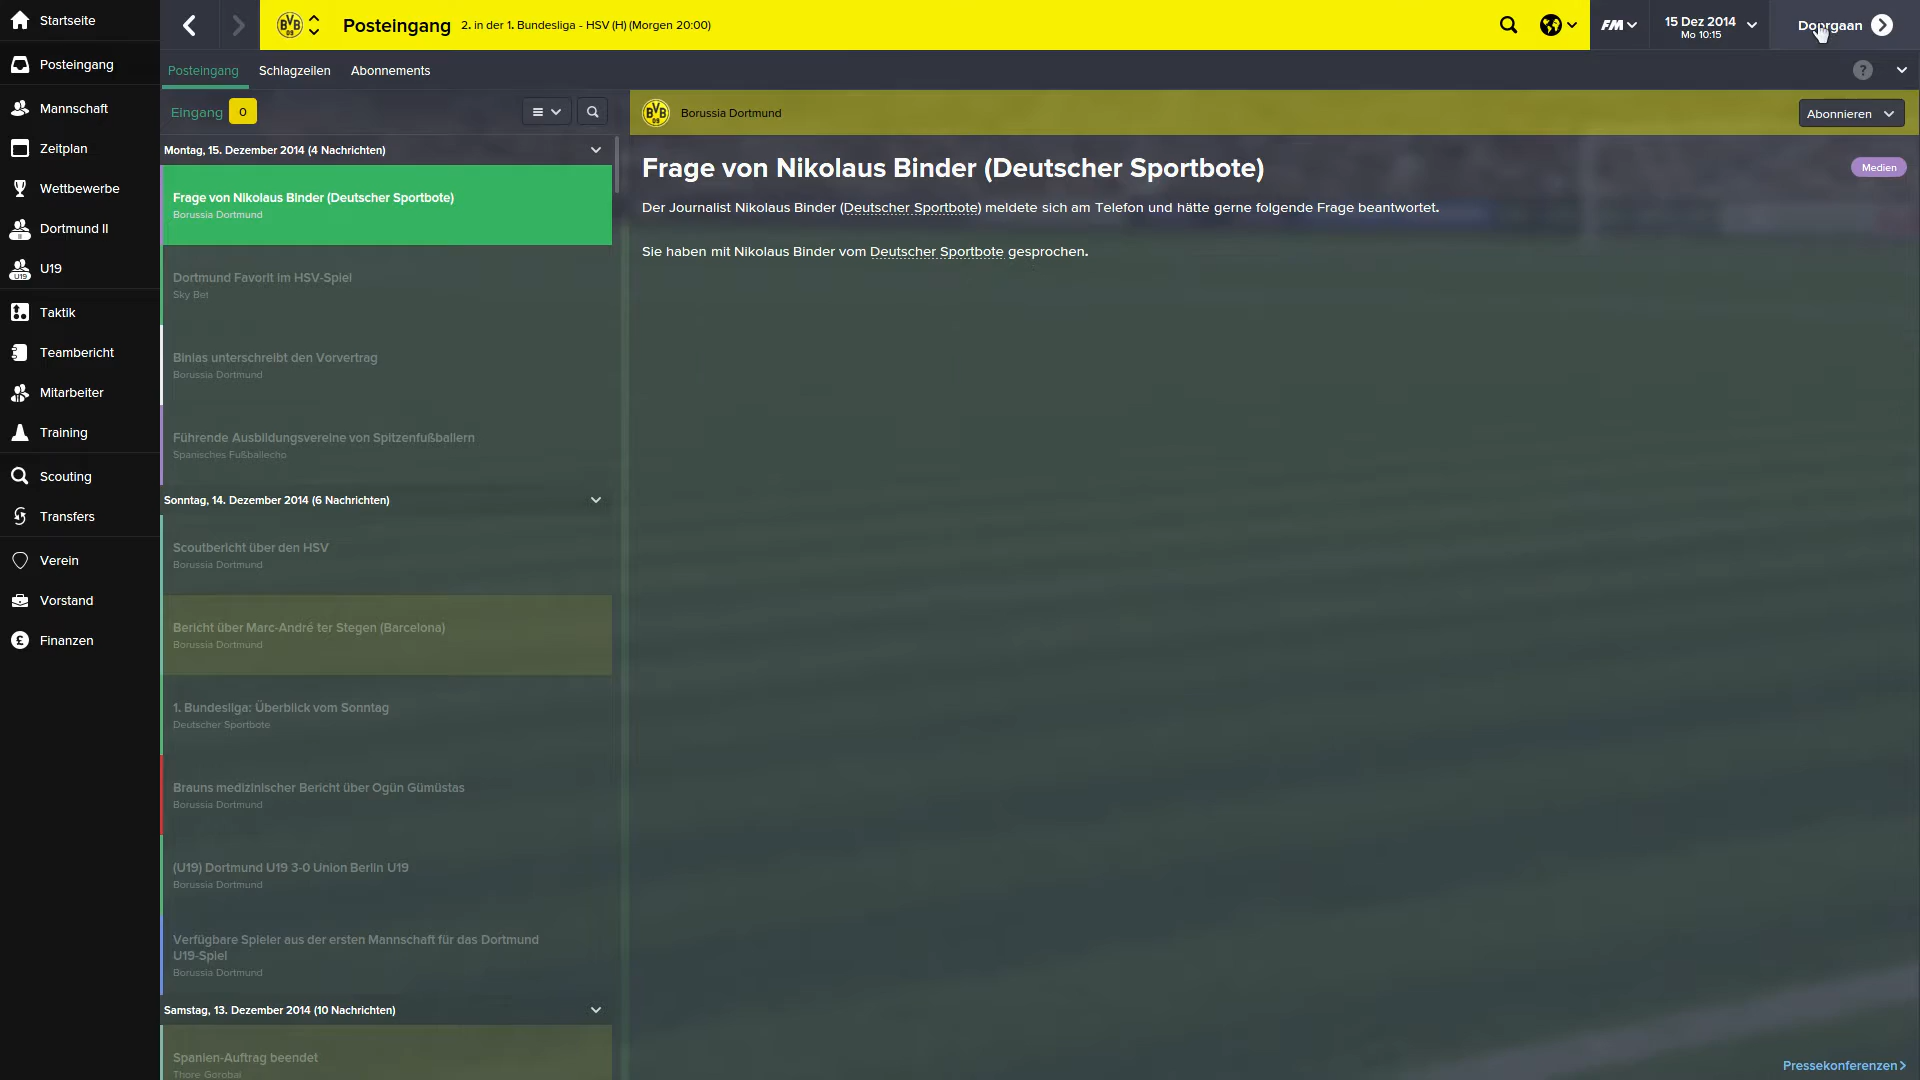 Startseite
Posteingang
Mannschaft
Zeitplan
Wettbewerbe
Dortmund II
U19
Taktik
Teambericht
Mitarbeiter
Training
Scouting
Transfers
Verein
Vorstand
Finanzen
Posteingang 2. in der 1. Bundesliga - HSV (H) (Morgen 20:00)
FM
15 Dez 2014
Mo 10:15
Doorgaan
Posteingang Schlagzeilen Abonnements
Eingang 0
Montag, 15. Dezember 2014 (4 Nachrichten)
Frage von Nikolaus Binder (Deutscher Sportbote)
Borussia Dortmund
Dortmund Favorit im HSV-Spiel
Sky Bet
Binias unterschreibt den Vorvertrag
Borussia Dortmund
Führende Ausbildungsvereine von Spitzenfußballern
Spanisches Fußballecho
Sonntag, 14. Dezember 2014 (6 Nachrichten)
Scoutbericht über den HSV
Borussia Dortmund
Bericht über Marc-André ter Stegen (Barcelona)
Borussia Dortmund
1. Bundesliga: Überblick vom Sonntag
Deutscher Sportbote
Brauns medizinischer Bericht über Ogün Gümüstas
Borussia Dortmund
(U19) Dortmund U19 3-0 Union Berlin U19
Borussia Dortmund
Verfügbare Spieler aus der ersten Mannschaft für das Dortmund
U19-Spiel
Borussia Dortmund
Samstag, 13. Dezember 2014 (10 Nachrichten)
Spanien-Auftrag beendet
Thore Gorobai
BVB 09 Borussia Dortmund
Abonnieren
Frage von Nikolaus Binder (Deutscher Sportbote)
Medien
Der Journalist Nikolaus Binder (Deutscher Sportbote) meldete sich am Telefon und hätte gerne folgende Frage beantwortet.
Sie haben mit Nikolaus Binder vom Deutscher Sportbote gesprochen.
Pressekonferenzen